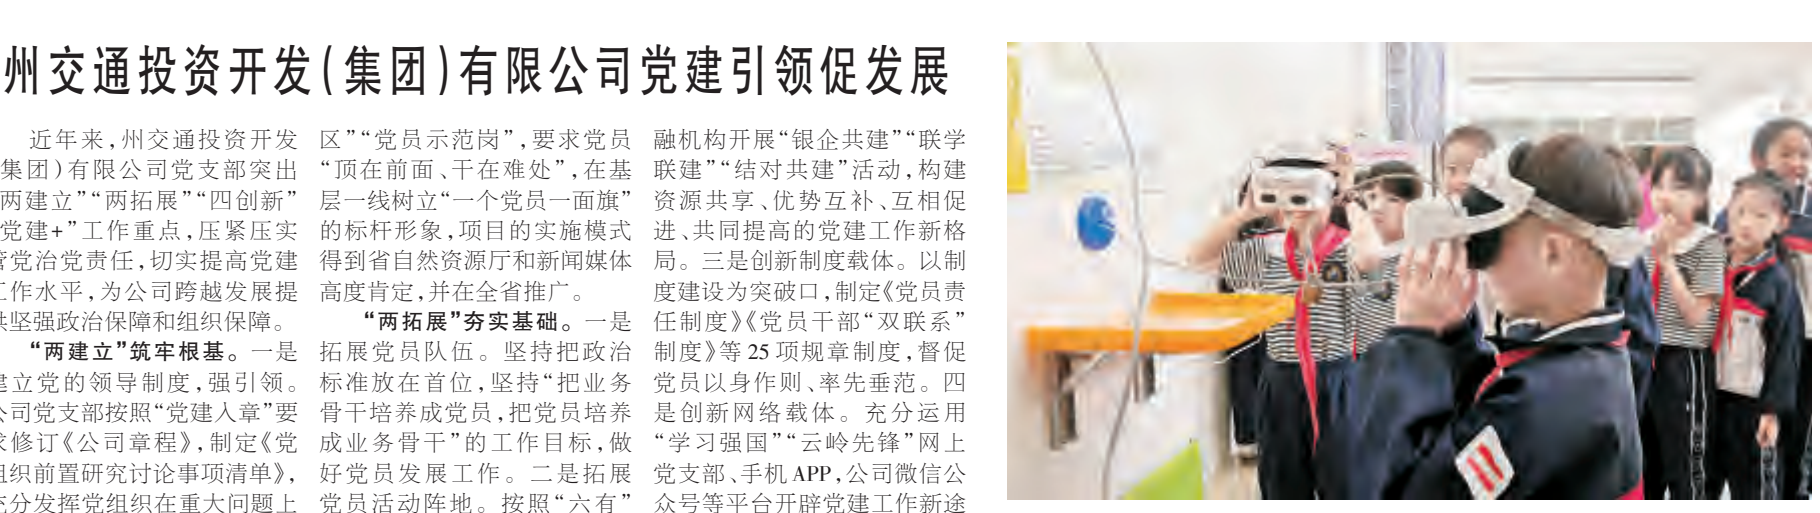 州交通投资开发(集团)有限公司党建引领促发展
近年来,州交通投资开发
集团)有限公司党支部突出
两建立”“两拓展”“四创新”
党建+”工作重点,压紧压实
管党治党责任,切实提高党建
工作水平,为公司跨越发展提
供坚强政治保障和组织保障。
“两建立”筑牢根基。一是
建立党的领导制度,强引领。
公司党支部按照“党建入章”要
求修订《公司章程》,制定《党
组织前置研究讨论事项清单》,
充分发挥党组织在重大问题上
区”“党员示范岗”,要求党员
“顶在前面、干在难处”,在基
层一线树立“一个党员一面旗”
的标杆形象,项目的实施模式
得到省自然资源厅和新闻媒体
高度肯定,并在全省推广。
“两拓展”夯实基础。一是
拓展党员队伍。坚持把政治
标准放在首位,坚持“把业务
骨干培养成党员,把党员培养
成业务骨干”的工作目标,做
好党员发展工作。二是拓展
党员活动阵地。按照“六有”
融机构开展“银企共建”“联学
联建”“结对共建”活动,构建
资源共享、优势互补、互相促
进、共同提高的党建工作新格
局。三是创新制度载体。以制
度建设为突破口,制定《党员责
任制度》《党员干部“双联系”
制度》等25项规章制度,督促
党员以身作则、率先垂范。四
是创新网络载体。充分运用
“学习强国”“云岭先锋”网上
党支部、手机APP,公司微信公
众号等平台开辟党建工作新途